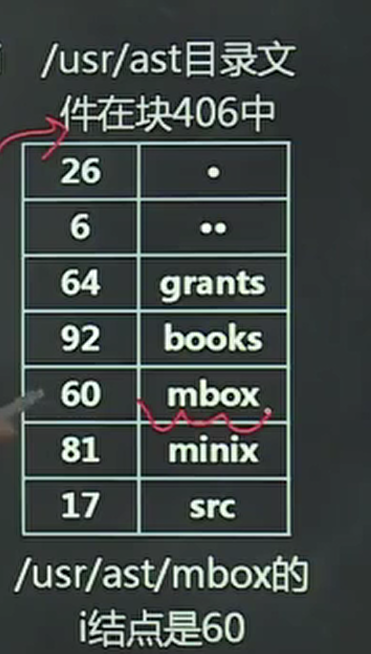 /usr/ast目录文
件在块406中
26 •
6 ••
64 grants
92 books
60 mbox
81 minix
17 src
/usr/ast/mbox的
i结点是60